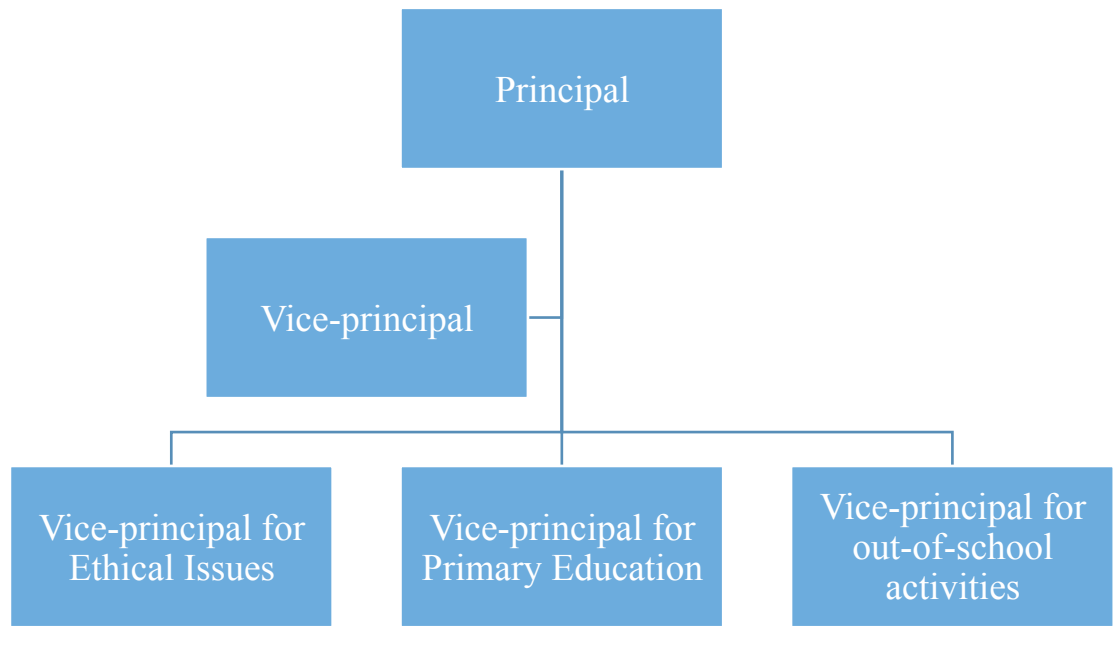 Principal
Vice-principal
Vice-principal for
Ethical Issues
Vice-principal for
Primary Education
Vice-principal for
out-of-school
activities